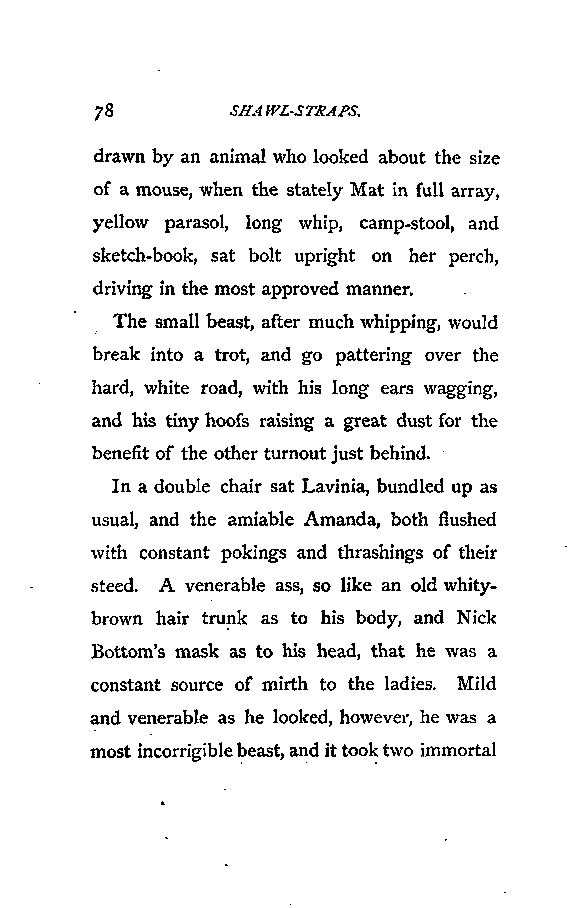 78 SHAWL-STRAPS.
drawn by an animal who looked about the size
of a mouse, when the stately Mat in full array,
yellow parasol, long whip, camp-stool, and
sketch-book, sat bolt upright on her perch,
driving in the most approved manner.
The small beast, after much whipping, would
break into a trot, and go pattering over the
hard, white road, with his long ears wagging,
and his tiny hoofs raising a great dust for the
benefit of the other turnout just behind.
In a double chair sat Lavinia, bundled up as
usual, and the amiable Amanda, both flushed
with constant pokings and thrashings of their
steed. A venerable ass, so like an old whity-
brown hair trunk as to his body, and Nick
Bottom's mask as to his head, that he was a
constant source of mirth to the ladies. Mild
and venerable as he looked, however, he was a
most incorrigible beast, and it took two immortal